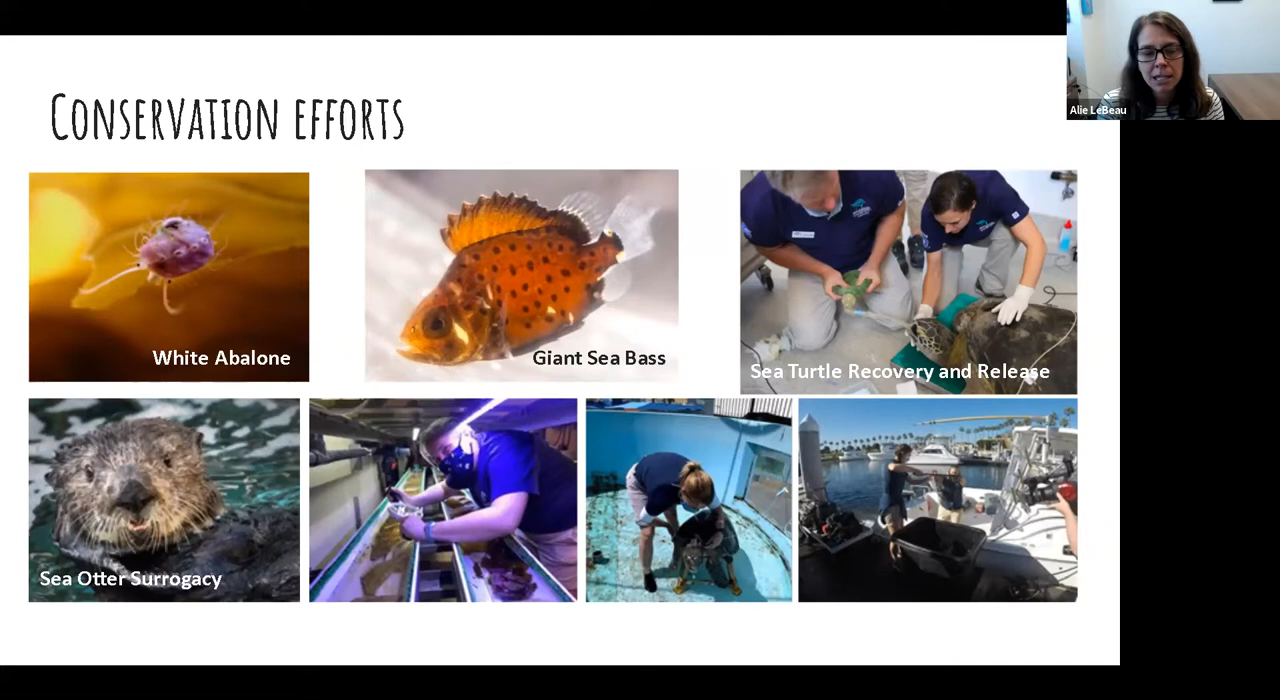 Alie LeBeau
Conservation efforts
White Abalone
Giant Sea Bass
Sea Turtle Recovery and Release
Sea Otter Surrogacy